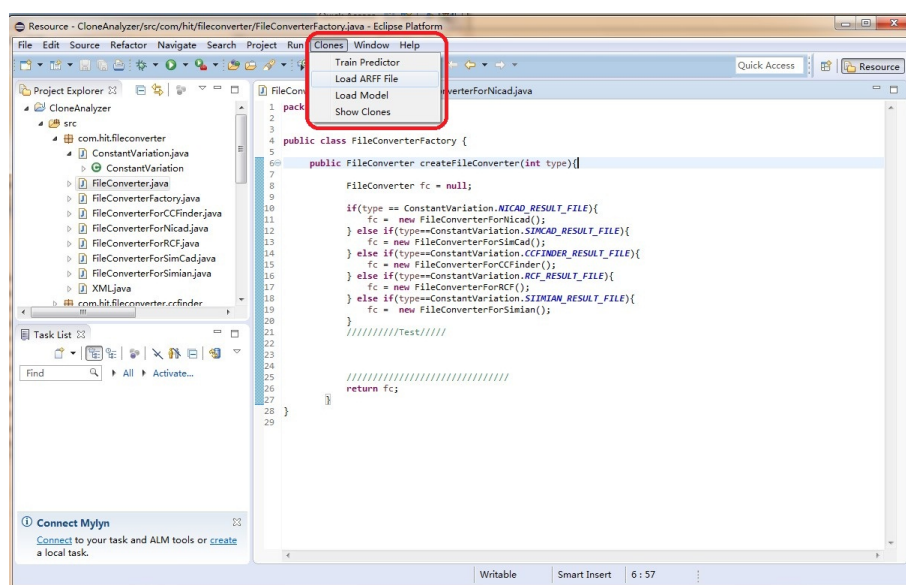 Resource - CloneAnalyzer/src/com/hit/fileconverter/FileConverterFactory.java - Eclipse Platform
File Edit Source Refactor Navigate Search Project Run Clones Window Help
Train Predictor
Load ARFF File
Load Model
Show Clones
Quick Access
Resource
Project Explorer
CloneAnalyzer
src
com.hit.fileconverter
ConstantVariation.java
ConstantVariation
FileConverter.java
FileConverterFactory.java
FileConverterForCCFinder.java
FileConverterForNicad.java
FileConverterForRCF.java
FileConverterForSimCad.java
FileConverterForSimian.java
XMLjava
com.hit.fileconverter.ccfinder
Task List
Find All Activate...
Connect Mylyn
Connect to your task and ALM tools or create
a local task.
FileCon verterForNicad.java
1 pack
2
3
4 public class FileConverterFactory {
5
6 public FileConverter createFileConverter(int type){
7
8 FileConverter fc = null;
9
10 if(type == ConstantVariation.NICAD_RESULT_FILE){
11 fc = new FileConverterForNicad();
12 } else if(type==ConstantVariation.SIMCAD_RESULT_FILE){
13 fc = new FileConverterForSimCad();
14 } else if(type==ConstantVariation.CCFINDER_RESULT_FILE){
15 fc = new FileConverterForCCFinder();
16 } else if(type==ConstantVariation.RCF_RESULT_FILE){
17 fc = new FileConverterForRCF();
18 } else if(type==ConstantVariation.SIIMIAN_RESULT_FILE){
19 fc = new FileConverterForSimian();
20 }
21 //////////Test/////
22
23
24
25 ///////////////////////////////
26 return fc;
27 }
28 }
29
Writable Smart Insert 6 : 57